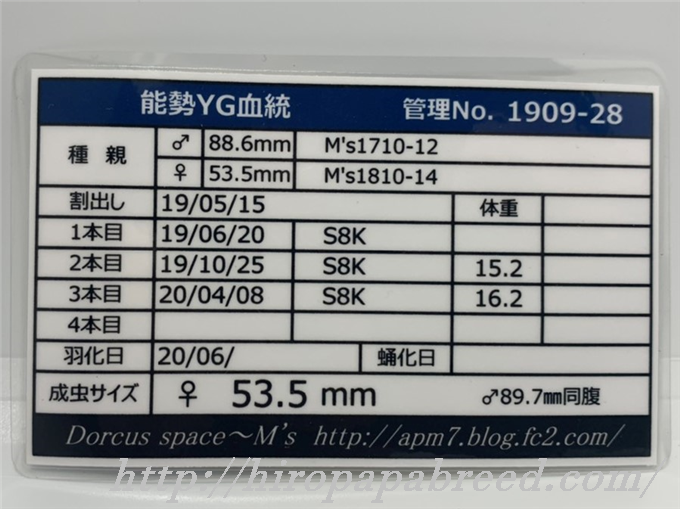 能勢YG血統 管理No. 1909-28
種 親 ♂ 88.6mm M's1710-12
♀ 53.5mm M's1810-14
割出し 19/05/15 体重
1本目 19/06/20 S8K
2本目 19/10/25 S8K 15.2
3本目 20/04/08 S8K 16.2
4本目
羽化日 20/06/ 蛹化日
成虫サイズ ♀ 53.5 mm ♂89.7㎜同腹
Dorcus space～M's http://apm7.blog.fc2.com/
http://hiropapabreed.com/